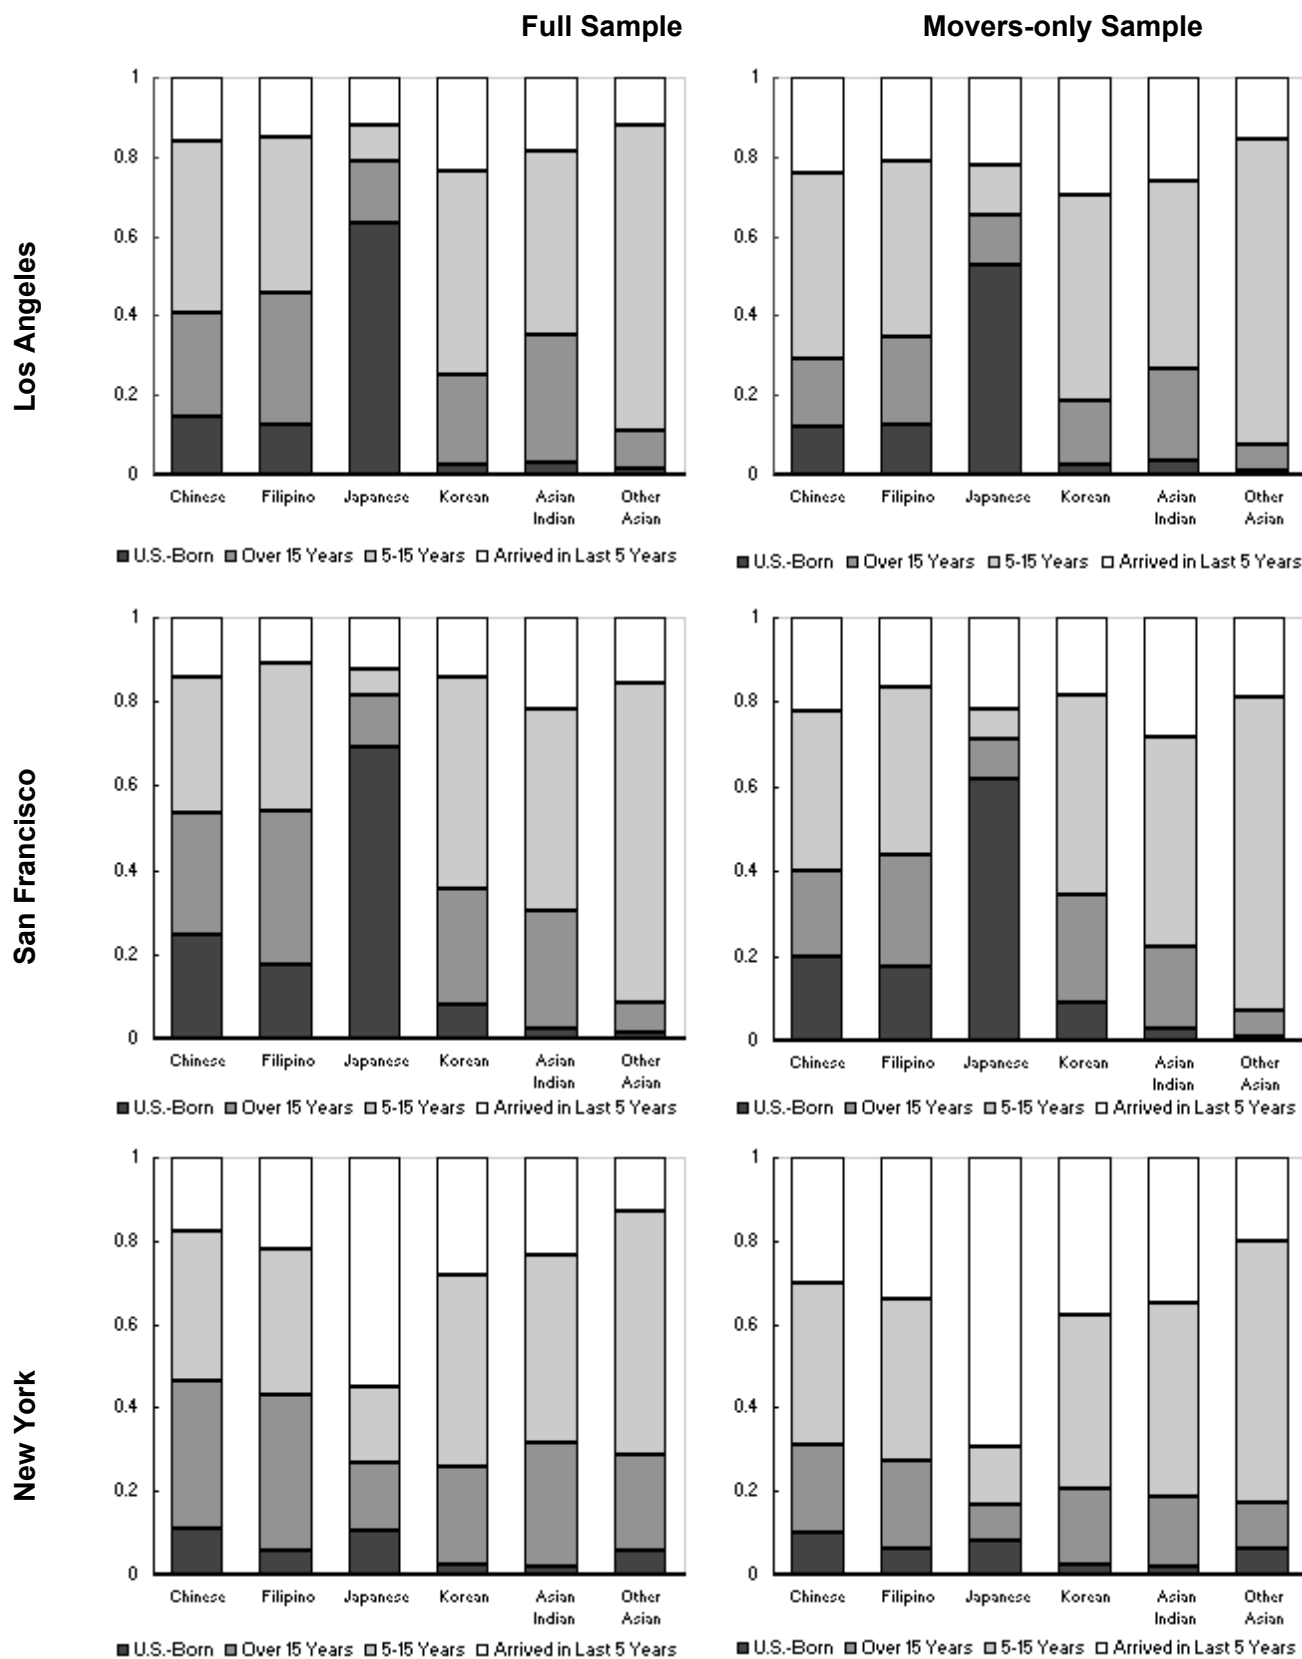 Full Sample
Movers-only Sample
Los Angeles
1
0.8
0.6
0.4
0.2
0
Chinese Filipino Japanese Korean Asian Indian Other Asian
■ U.S.-Born ■ Over 15 Years ■ 5-15 Years □ Arrived in Last 5 Years
1
0.8
0.6
0.4
0.2
0
Chinese Filipino Japanese Korean Asian Indian Other Asian
■ U.S.-Born ■ Over 15 Years ■ 5-15 Years □ Arrived in Last 5 Years
San Francisco
1
0.8
0.6
0.4
0.2
0
Chinese Filipino Japanese Korean Asian Indian Other Asian
■ U.S.-Born ■ Over 15 Years ■ 5-15 Years □ Arrived in Last 5 Years
1
0.8
0.6
0.4
0.2
0
Chinese Filipino Japanese Korean Asian Indian Other Asian
■ U.S.-Born ■ Over 15 Years ■ 5-15 Years □ Arrived in Last 5 Years
New York
1
0.8
0.6
0.4
0.2
0
Chinese Filipino Japanese Korean Asian Indian Other Asian
■ U.S.-Born ■ Over 15 Years ■ 5-15 Years □ Arrived in Last 5 Years
1
0.8
0.6
0.4
0.2
0
Chinese Filipino Japanese Korean Asian Indian Other Asian
■ U.S.-Born ■ Over 15 Years ■ 5-15 Years □ Arrived in Last 5 Years